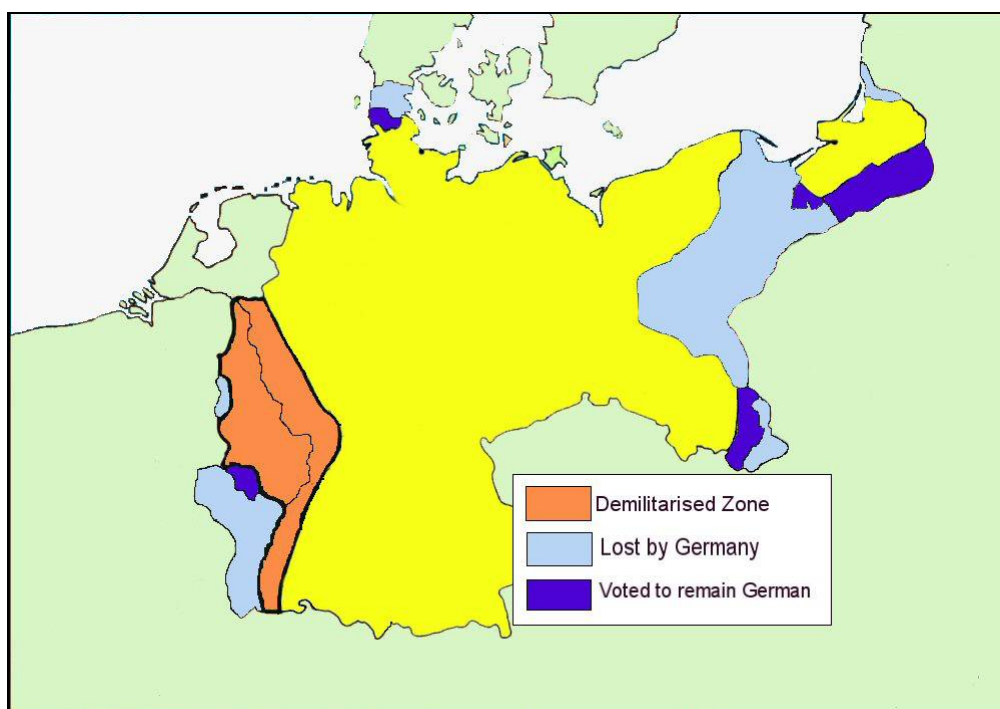 Demilitarised Zone
Lost by Germany
Voted to remain German